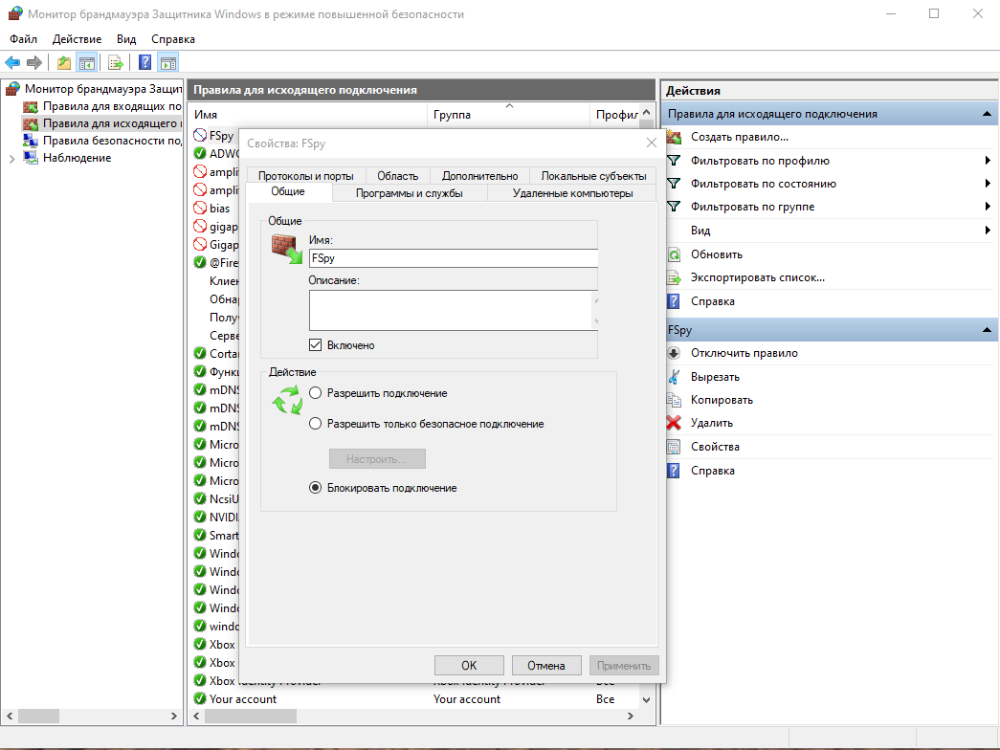 Монитор брандмауэра Защитника Windows в режиме повышенной безопасности
Файл Действие Вид Справка
Монитор брандмауэра Защит
Правила для входящих по
Правила для исходящего
Правила безопасности по
Наблюдение
Правила для исходящего подключения
Имя Группа Профил
FSpy
ADWC
ampli
ampli
bias
gigap
Gigap
@Fire
Клиен
Обнар
Получ
Серве
Cortar
Функц
mDNS
mDNS
mDNS
Micro
Micro
Micro
NcsiU
NVIDI
Smart
Windo
Windo
Windo
Windo
windo
Xbox
Xbox
Xbox Identity Provider Xbox Identity Provider Все
Your account Your account Все
Свойства: FSpy
Протоколы и порты Область Дополнительно Локальные субъекты
Общие Программы и службы Удаленные компьютеры
Общие
Имя:
FSpy
Описание:
Включено
Действие
Разрешить подключение
Разрешить только безопасное подключение
Настроить...
Блокировать подключение
OK Отмена Применить
Действия
Правила для исходящего подключения
Создать правило...
Фильтровать по профилю
Фильтровать по состоянию
Фильтровать по группе
Вид
Обновить
Экспортировать список...
Справка
FSpy
Отключить правило
Вырезать
Копировать
Удалить
Свойства
Справка